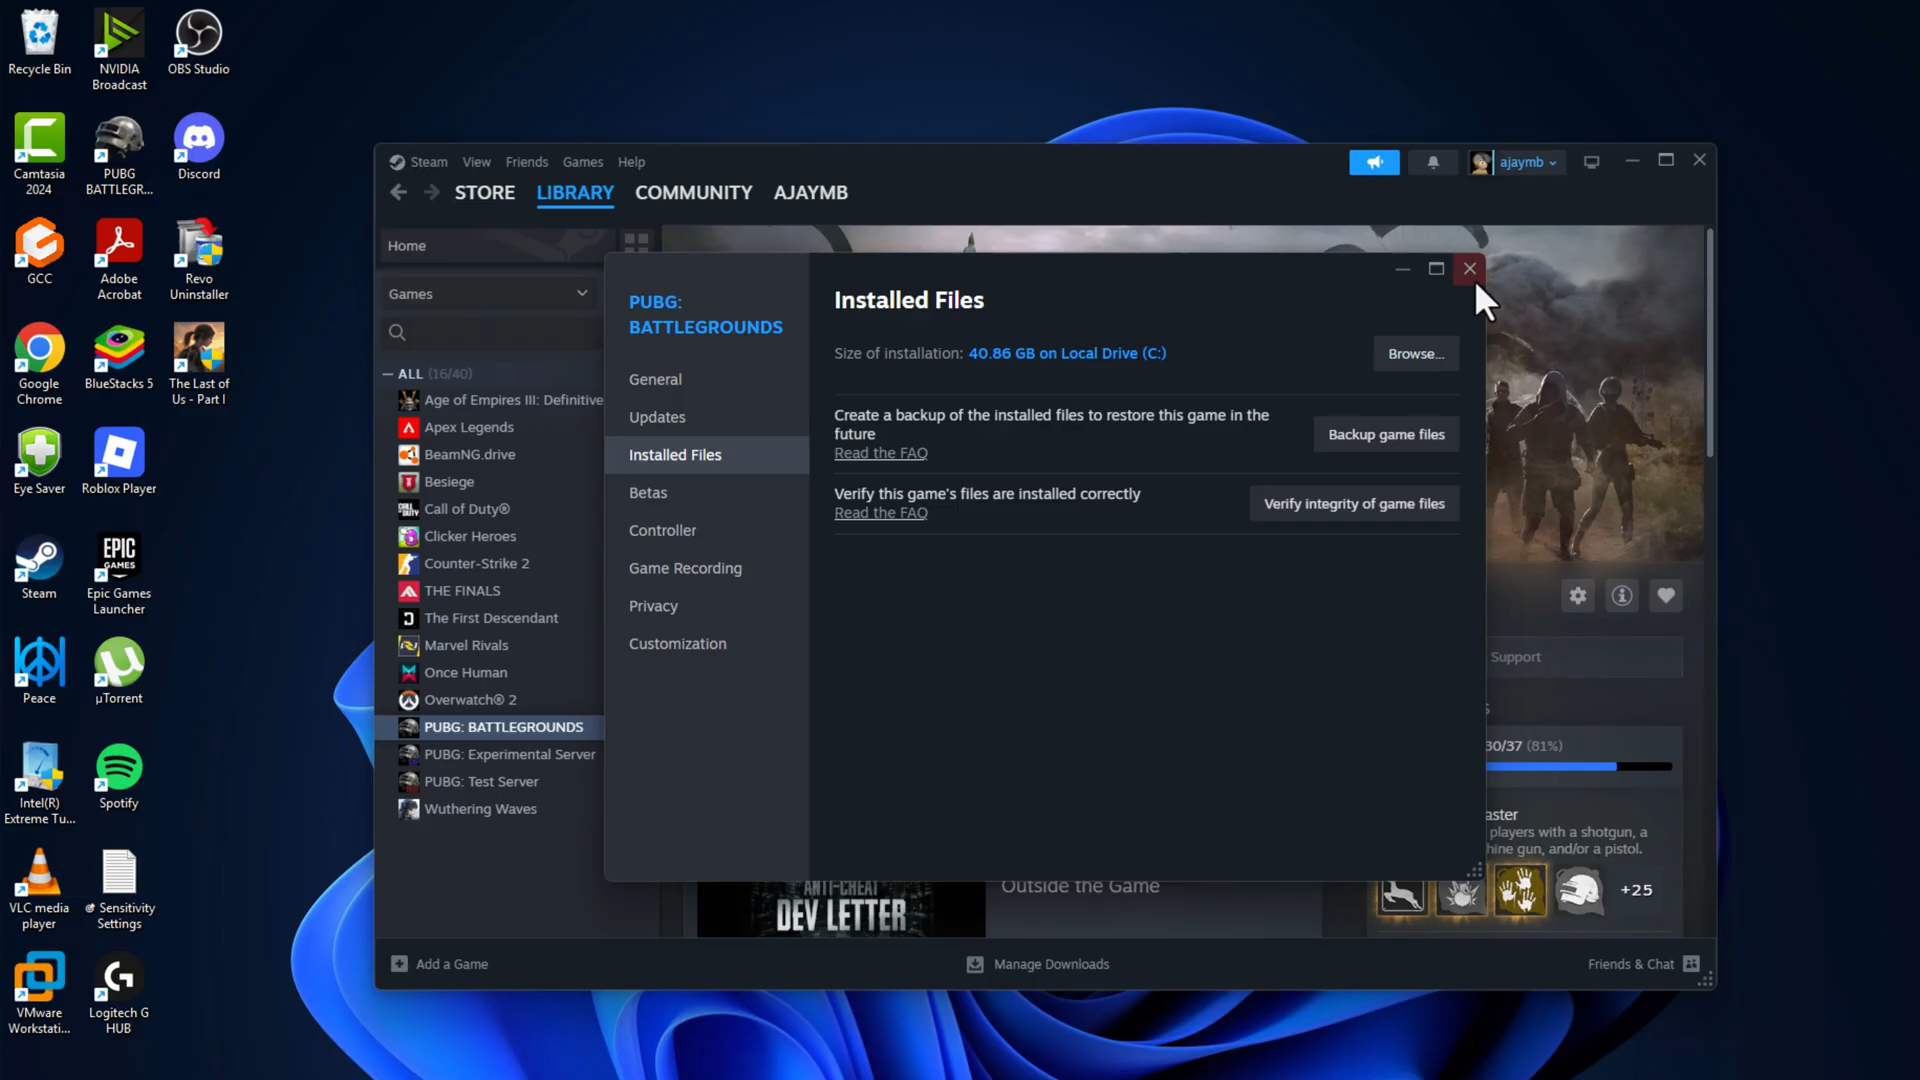 Recycle Bin
NVIDIA
Broadcast
OBS Studio
Camtasia
2024
PUBG
BATTLEGR...
Discord
GCC
Adobe
Acrobat
Revo
Uninstaller
Google
Chrome
BlueStacks 5
The Last of
Us - Part I
Eye Saver
Roblox Player
Steam
EPIC
GAMES
Epic Games
Launcher
Peace
µTorrent
Intel(R)
Extreme Tu...
Spotify
VLC media
player
Sensitivity
Settings
VMware
Workstati...
Logitech G
HUB
Steam View Friends Games Help
ajaymb
STORE LIBRARY COMMUNITY AJAYMB
Home
Games
ALL (16/40)
Age of Empires III: Definitive
Apex Legends
BeamNG.drive
Besiege
Call of Duty®
Clicker Heroes
Counter-Strike 2
THE FINALS
The First Descendant
Marvel Rivals
Once Human
Overwatch® 2
PUBG: BATTLEGROUNDS
PUBG: Experimental Server
PUBG: Test Server
Wuthering Waves
PUBG:
BATTLEGROUNDS
General
Updates
Installed Files
Betas
Controller
Game Recording
Privacy
Customization
Installed Files
Size of installation: 40.86 GB on Local Drive (C:)
Browse...
Create a backup of the installed files to restore this game in the
future
Read the FAQ
Backup game files
Verify this game's files are installed correctly
Read the FAQ
Verify integrity of game files
Support
30/37 (81%)
aster
players with a shotgun, a
hine gun, and/or a pistol.
+25
ANTI-CHEAT
DEV LETTER
Outside the Game
Add a Game
Manage Downloads
Friends & Chat